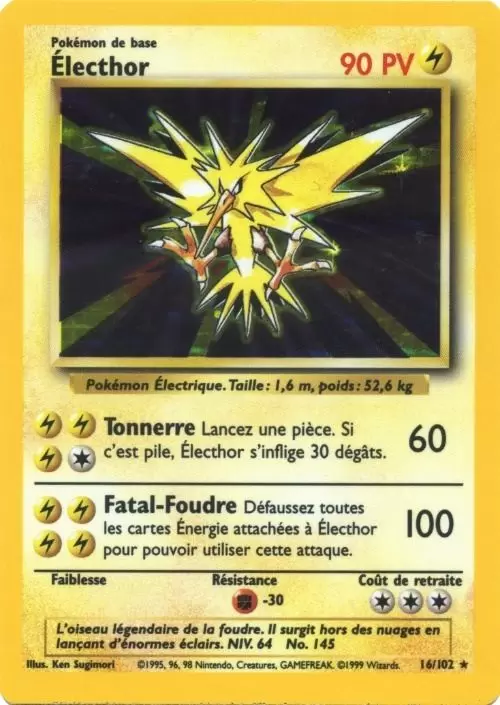 Pokémon de base
Électhor
90 PV
Pokémon Électrique. Taille: 1,6 m, poids: 52,6 kg
Tonnerre Lancez une pièce. Si
c'est pile, Électhor s'inflige 30 dégâts.
60
Fatal-Foudre Défaussez toutes
les cartes Énergie attachées à Électhor
pour pouvoir utiliser cette attaque.
100
Faiblesse
Résistance
Coût de retraite
-30
L'oiseau légendaire de la foudre. Il surgit hors des nuages en
lançant d'énormes éclairs. NIV. 64 No. 145
Illus. Ken Sugimori
©1995, 96, 98 Nintendo, Creatures, GAMEFREAK. ©1999 Wizards.
16/102 ★